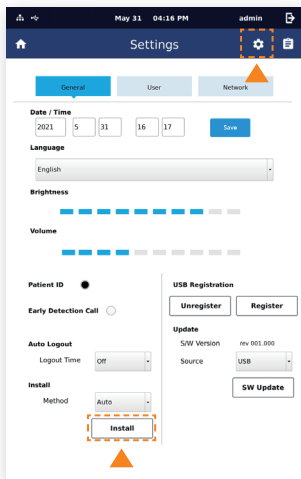 May 31 04:16 PM admin
Settings
General User Network
Date / Time
2021 5 31 16 17 Save
Language
English
Brightness
Volume
Patient ID
Early Detection Call
Auto Logout
Logout Time Off
Install
Method Auto
Install
USB Registration
Unregister Register
Update
S/W Version rev 001.000
Source USB
SW Update